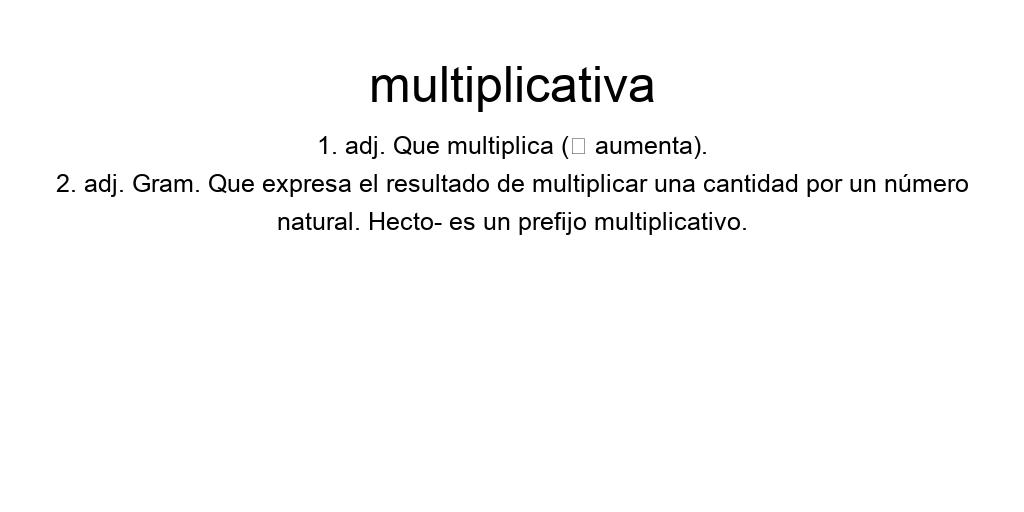 multiplicativa
1. adj. Que multiplica (□ aumenta).
2. adj. Gram. Que expresa el resultado de multiplicar una cantidad por un número
natural. Hecto- es un prefijo multiplicativo.